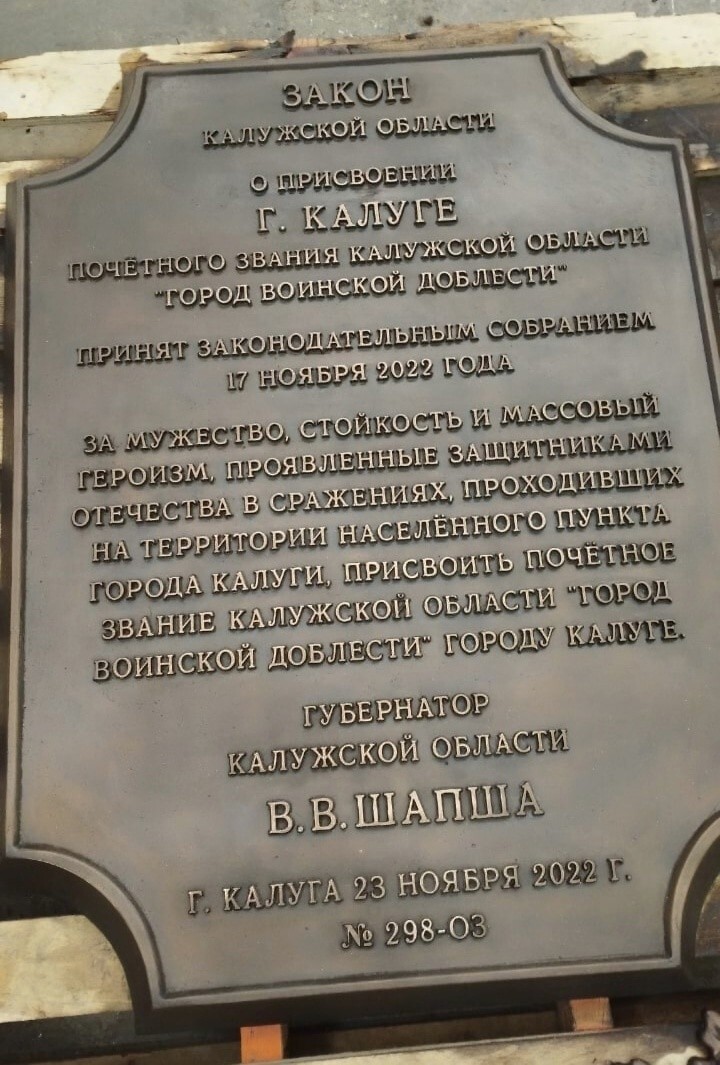 ЗАКОН
КАЛУЖСКОЙ ОБЛАСТИ
О ПРИСВОЕНИИ
Г. КАЛУГЕ
ПОЧЁТНОГО ЗВАНИЯ КАЛУЖСКОЙ ОБЛАСТИ
"ГОРОД ВОИНСКОЙ ДОБЛЕСТИ"
ПРИНЯТ ЗАКОНОДАТЕЛЬНЫМ СОБРАНИЕМ
17 НОЯБРЯ 2022 ГОДА
ЗА МУЖЕСТВО, СТОЙКОСТЬ И МАССОВЫЙ
ГЕРОИЗМ, ПРОЯВЛЕННЫЕ ЗАЩИТНИКАМИ
ОТЕЧЕСТВА В СРАЖЕНИЯХ, ПРОХОДИВШИХ
НА ТЕРРИТОРИИ НАСЕЛЁННОГО ПУНКТА
ГОРОДА КАЛУГИ, ПРИСВОИТЬ ПОЧЁТНОЕ
ЗВАНИЕ КАЛУЖСКОЙ ОБЛАСТИ "ГОРОД
ВОИНСКОЙ ДОБЛЕСТИ" ГОРОДУ КАЛУГЕ.
ГУБЕРНАТОР
КАЛУЖСКОЙ ОБЛАСТИ
В.В.ШАПША
Г. КАЛУГА 23 НОЯБРЯ 2022 Г.
№ 298-ОЗ